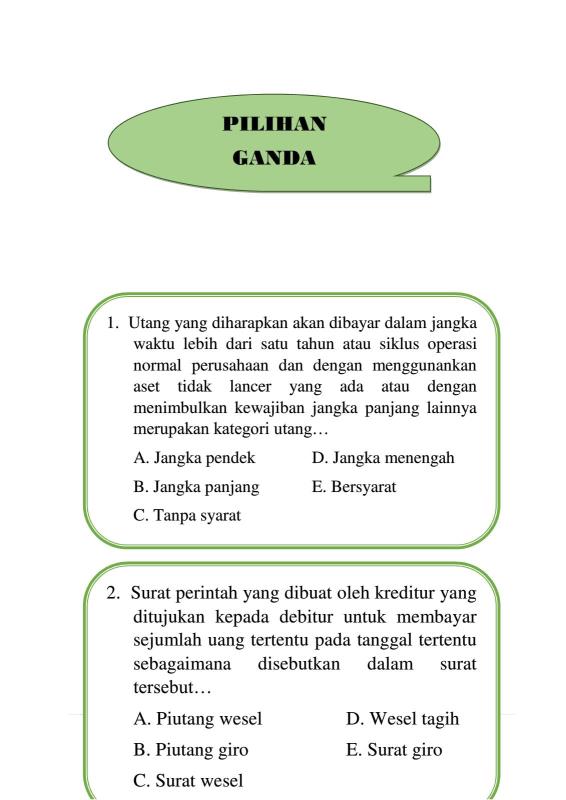 PILIHAN
GANDA
1. Utang yang diharapkan akan dibayar dalam jangka
waktu lebih dari satu tahun atau siklus operasi
normal perusahaan dan dengan menggunankan
aset tidak lancer yang ada atau dengan
menimbulkan kewajiban jangka panjang lainnya
merupakan kategori utang…
A. Jangka pendek D. Jangka menengah
B. Jangka panjang E. Bersyarat
C. Tanpa syarat
2. Surat perintah yang dibuat oleh kreditur yang
ditujukan kepada debitur untuk membayar
sejumlah uang tertentu pada tanggal tertentu
sebagaimana disebutkan dalam surat
tersebut…
A. Piutang wesel D. Wesel tagih
B. Piutang giro E. Surat giro
C. Surat wesel